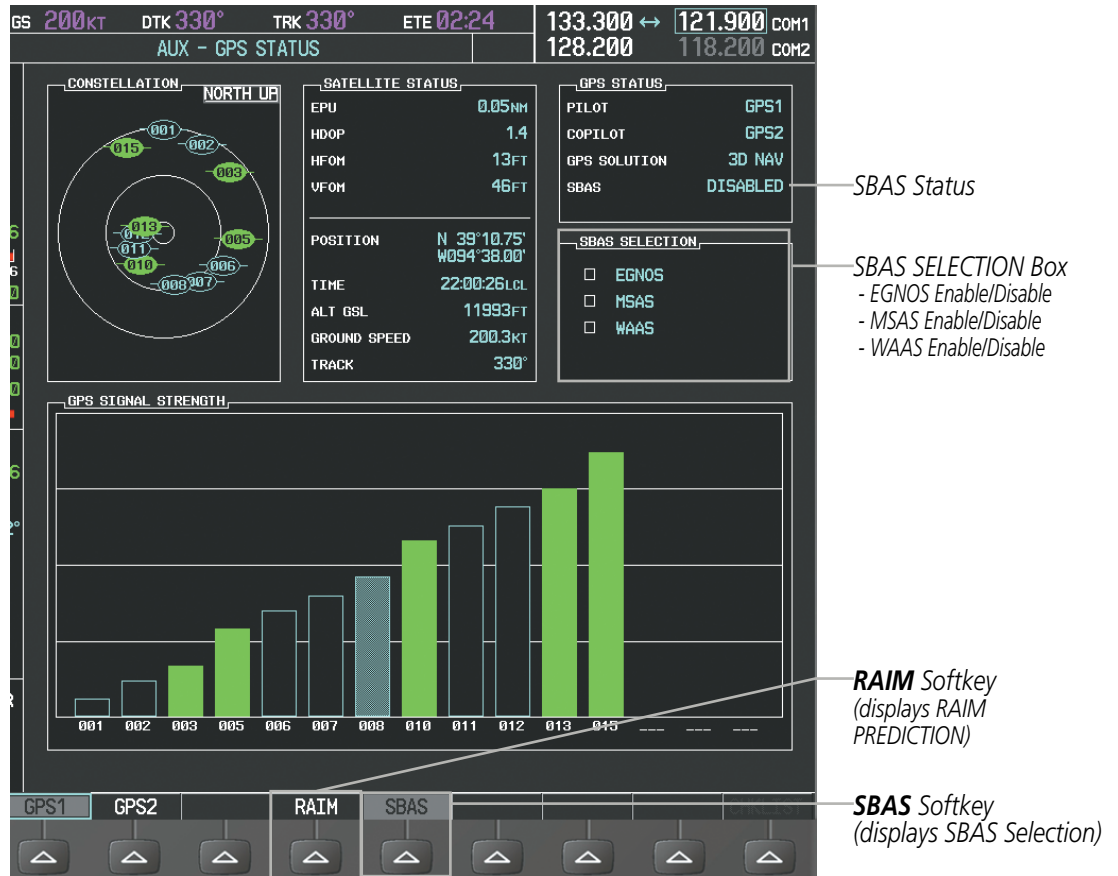 GS 200KT DTK 330° TRK 330° ETE 02:24
133.300 ↔ 121.900 COM1
AUX - GPS STATUS
128.200 118.200 COM2
CONSTELLATION
NORTH UP
001
015
002
003
013
005
011
010
006
008
007
SATELLITE STATUS
EPU 0.05NM
HDOP 1.4
HFOM 13FT
VFOM 46FT
POSITION N 39°10.75'
W094°38.00'
TIME 22:00:26LCL
ALT GSL 11993FT
GROUND SPEED 200.3KT
TRACK 330°
GPS STATUS
PILOT GPS1
COPILOT GPS2
GPS SOLUTION 3D NAV
SBAS DISABLED
SBAS SELECTION
EGNOS
MSAS
WAAS
SBAS Status
SBAS SELECTION Box
- EGNOS Enable/Disable
- MSAS Enable/Disable
- WAAS Enable/Disable
GPS SIGNAL STRENGTH
001 002 003 005 006 007 008 010 011 012 013 015 ___ ___ ___
RAIM Softkey
(displays RAIM
PREDICTION)
GPS1 GPS2 RAIM SBAS
SBAS Softkey
(displays SBAS Selection)